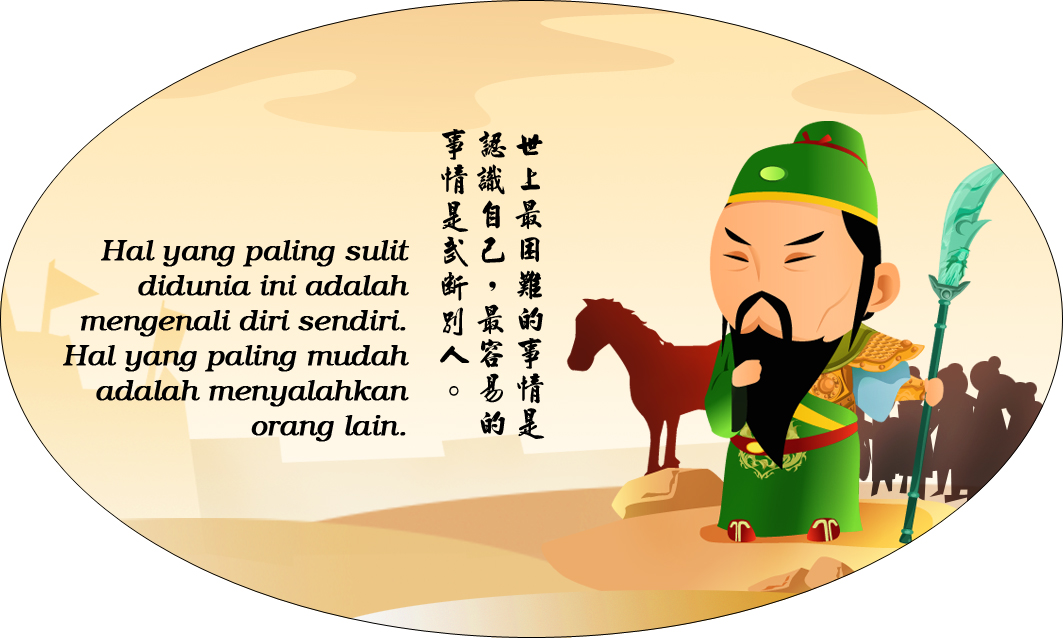 Hal yang paling sulit
didunia ini adalah
mengenali diri sendiri.
Hal yang paling mudah
adalah menyalahkan
orang lain.
世上最困難的事情是
認識自己，最容易的
事情是武断別人。